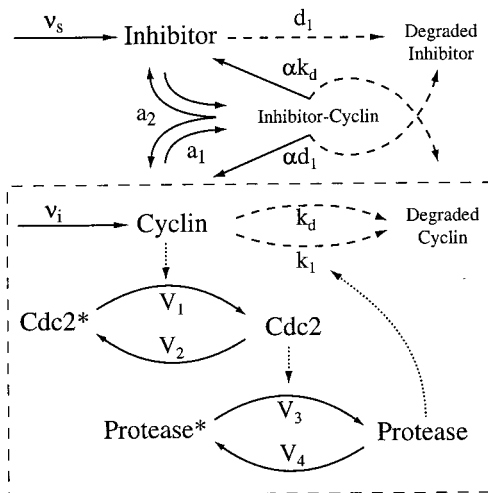 νs Inhibitor d1 Degraded Inhibitor
αkd
a2 Inhibitor-Cyclin
a1 αd1
νi Cyclin kd Degraded Cyclin
k1
V1
Cdc2* Cdc2
V2
V3
Protease* Protease
V4